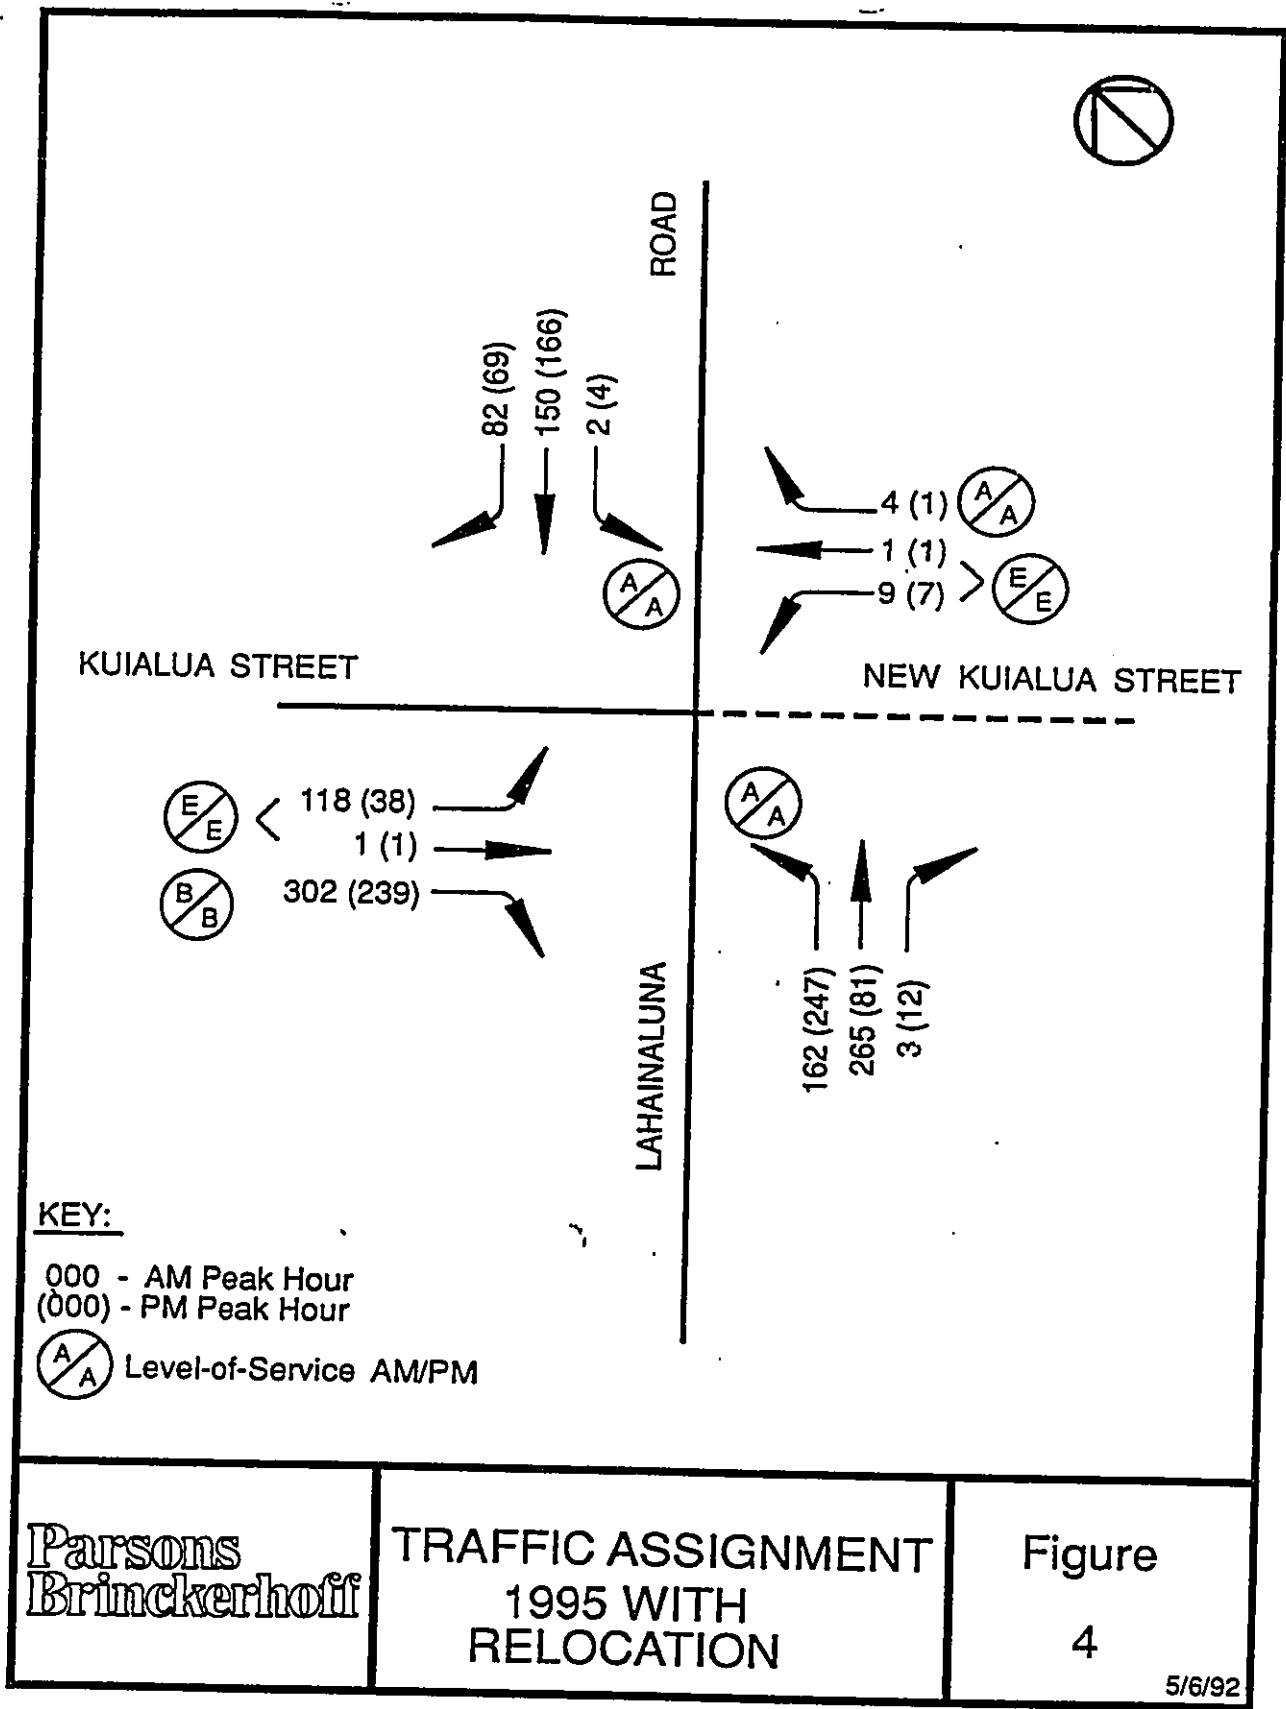 ROAD
82 (69)
150 (166)
2 (4)
4 (1) A/A
1 (1)
9 (7) E/E
A/A
KUIALUA STREET
NEW KUIALUA STREET
E/E 118 (38)
1 (1)
B/B 302 (239)
A/A
162 (247)
265 (81)
3 (12)
LAHAINALUNA
KEY:
000 - AM Peak Hour
(000) - PM Peak Hour
A/A Level-of-Service AM/PM
Parsons
Brinckerhoff
TRAFFIC ASSIGNMENT
1995 WITH
RELOCATION
Figure
4
5/6/92